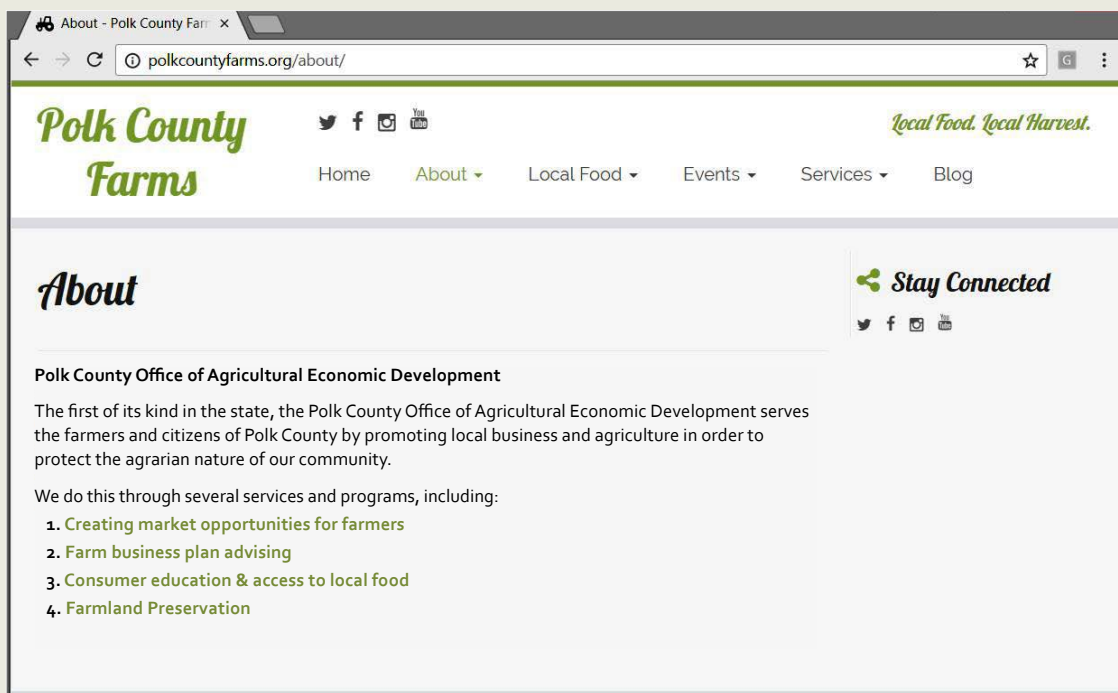 About - Polk County Farm
polkcountyfarms.org/about/
G
Polk County
Farms
You
Tube
Local Food. Local Harvest.
Home About Local Food Events Services Blog
About
Stay Connected
You
Tube
Polk County Office of Agricultural Economic Development
The first of its kind in the state, the Polk County Office of Agricultural Economic Development serves
the farmers and citizens of Polk County by promoting local business and agriculture in order to
protect the agrarian nature of our community.
We do this through several services and programs, including:
1. Creating market opportunities for farmers
2. Farm business plan advising
3. Consumer education & access to local food
4. Farmland Preservation